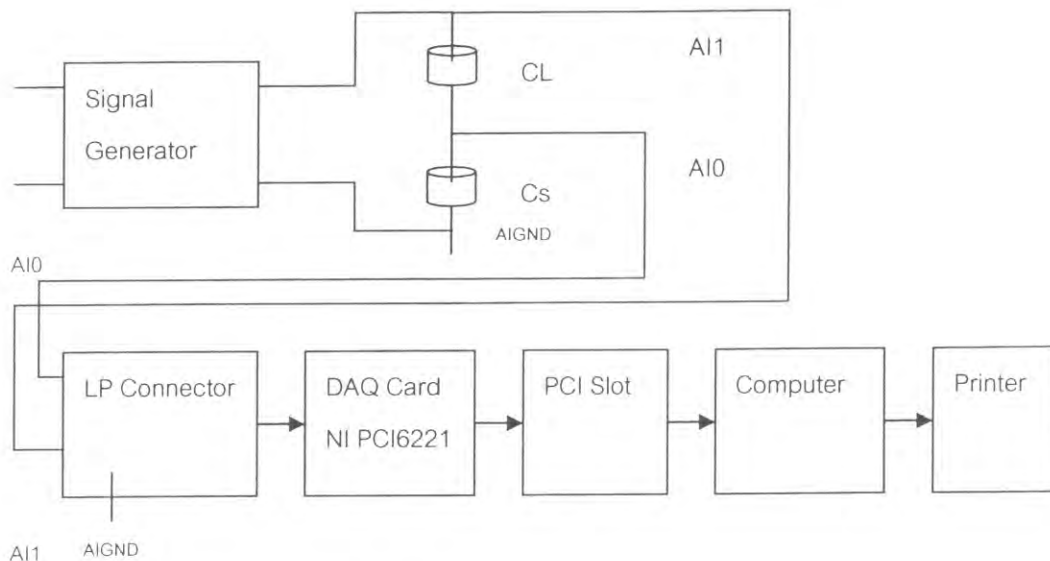 AI1
CL
Signal
Generator
AI0
Cs
AIGND
AI0
LP Connector
DAQ Card
NI PCI6221
PCI Slot
Computer
Printer
AI1
AIGND